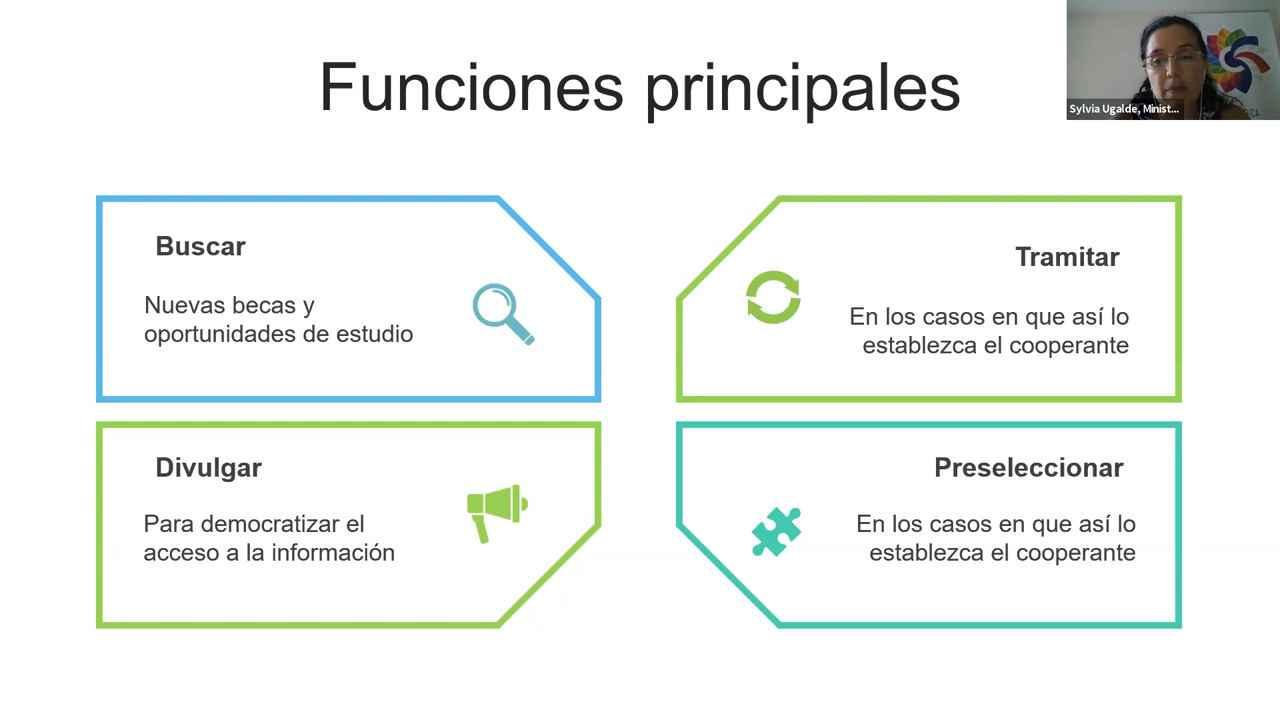 Funciones principales
Sylvia Ugalde, Minist...
Buscar
Nuevas becas y
oportunidades de estudio
Tramitar
En los casos en que así lo
establezca el cooperante
Divulgar
Para democratizar el
acceso a la información
Preseleccionar
En los casos en que así lo
establezca el cooperante